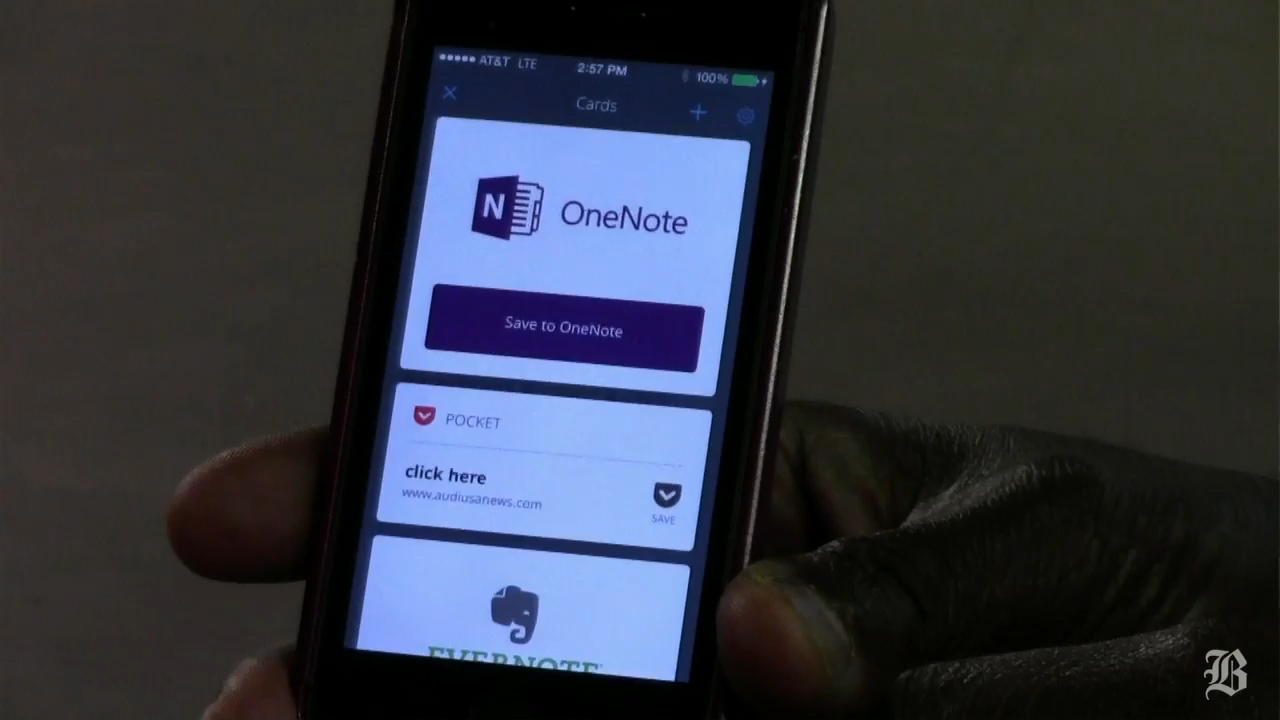 AT&T LTE 2:57 PM 100%
Cards
N OneNote
Save to OneNote
POCKET
click here
www.audiusanews.com
SAVE
EVERNOTE
B